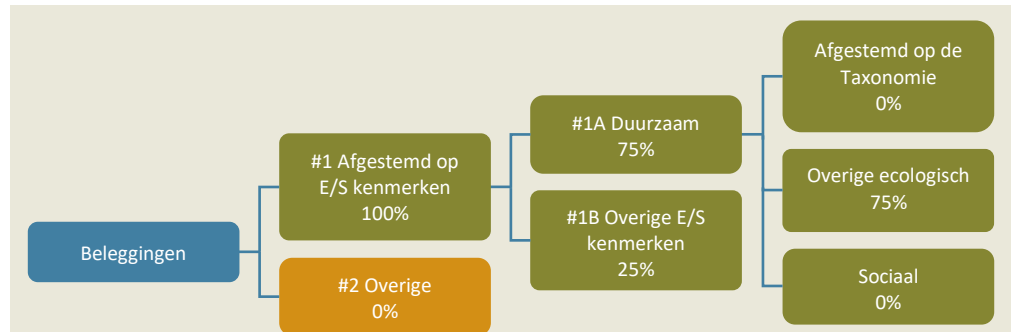 Beleggingen
#1 Afgestemd op
E/S kenmerken
100%
#2 Overige
0%
#1A Duurzaam
75%
#1B Overige E/S
kenmerken
25%
Afgestemd op de
Taxonomie
0%
Overige ecologisch
75%
Sociaal
0%